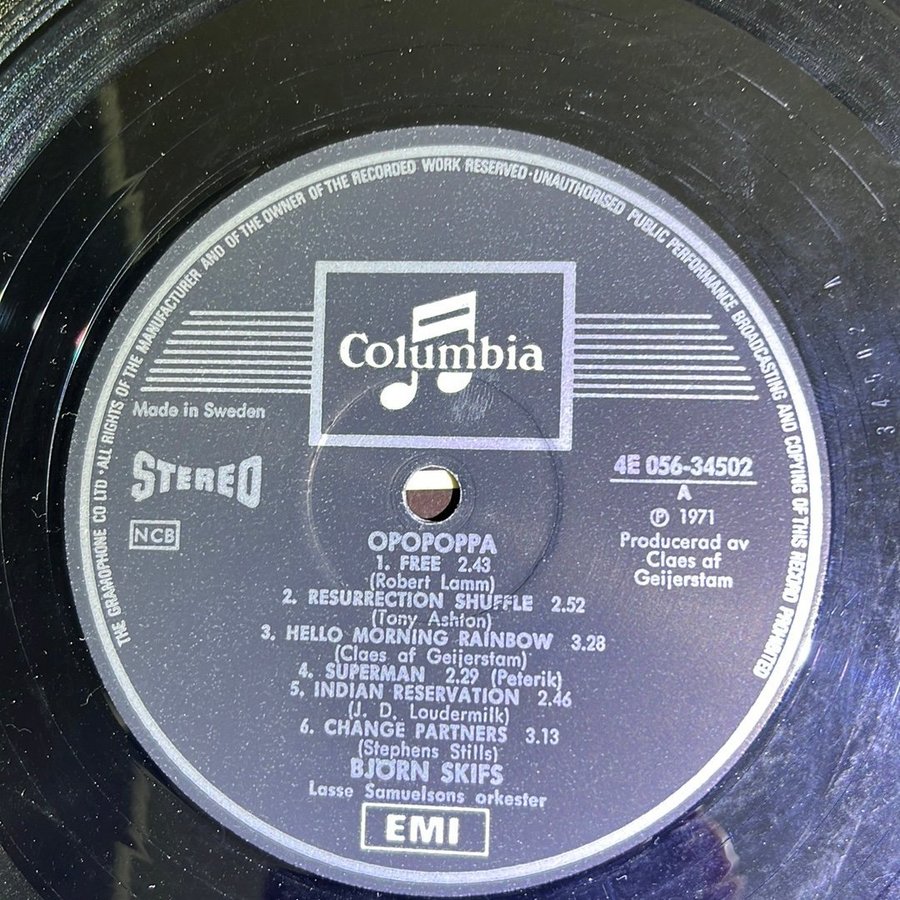 THE GRAMOPHONE CO LTD · ALL RIGHTS OF THE MANUFACTURER AND OF THE OWNER OF THE RECORDED WORK RESERVED · UNAUTHORISED PUBLIC PERFORMANCE BROADCASTING AND COPYING OF THIS RECORD PROHIBITED
Columbia
Made in Sweden
STEREO
NCB
4E 056-34502
A
℗ 1971
Producerad av
Claes af
Geijerstam
OPOPOPPA
1. FREE 2.43
(Robert Lamm)
2. RESURRECTION SHUFFLE 2.52
(Tony Ashton)
3. HELLO MORNING RAINBOW 3.28
(Claes af Geijerstam)
4. SUPERMAN 2.29 (Peterik)
5. INDIAN RESERVATION 2.46
(J. D. Loudermilk)
6. CHANGE PARTNERS 3.13
(Stephens Stills)
BJÖRN SKIFS
Lasse Samuelsons orkester
EMI